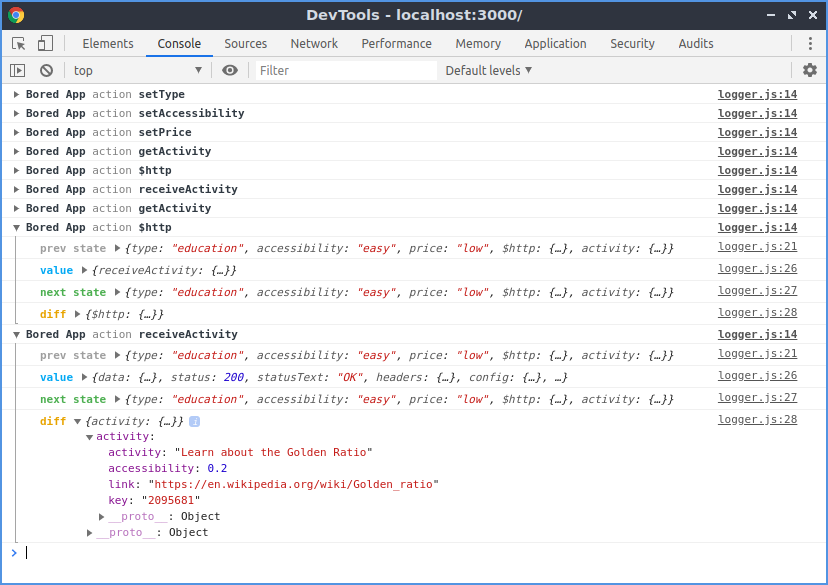 DevTools - localhost:3000/
Elements Console Sources Network Performance Memory Application Security Audits
top Filter Default levels
Bored App action setType logger.js:14
Bored App action setAccessibility logger.js:14
Bored App action setPrice logger.js:14
Bored App action getActivity logger.js:14
Bored App action $http logger.js:14
Bored App action receiveActivity logger.js:14
Bored App action getActivity logger.js:14
Bored App action $http logger.js:14
prev state {type: "education", accessibility: "easy", price: "low", $http: {…}, activity: {…}} logger.js:21
value {receiveActivity: {…}} logger.js:26
next state {type: "education", accessibility: "easy", price: "low", $http: {…}, activity: {…}} logger.js:27
diff {$http: {…}} logger.js:28
Bored App action receiveActivity logger.js:14
prev state {type: "education", accessibility: "easy", price: "low", $http: {…}, activity: {…}} logger.js:21
value {data: {…}, status: 200, statusText: "OK", headers: {…}, config: {…}, …} logger.js:26
next state {type: "education", accessibility: "easy", price: "low", $http: {…}, activity: {…}} logger.js:27
diff {activity: {…}} i logger.js:28
activity:
activity: "Learn about the Golden Ratio"
accessibility: 0.2
link: "https://en.wikipedia.org/wiki/Golden_ratio"
key: "2095681"
__proto__: Object
__proto__: Object
>